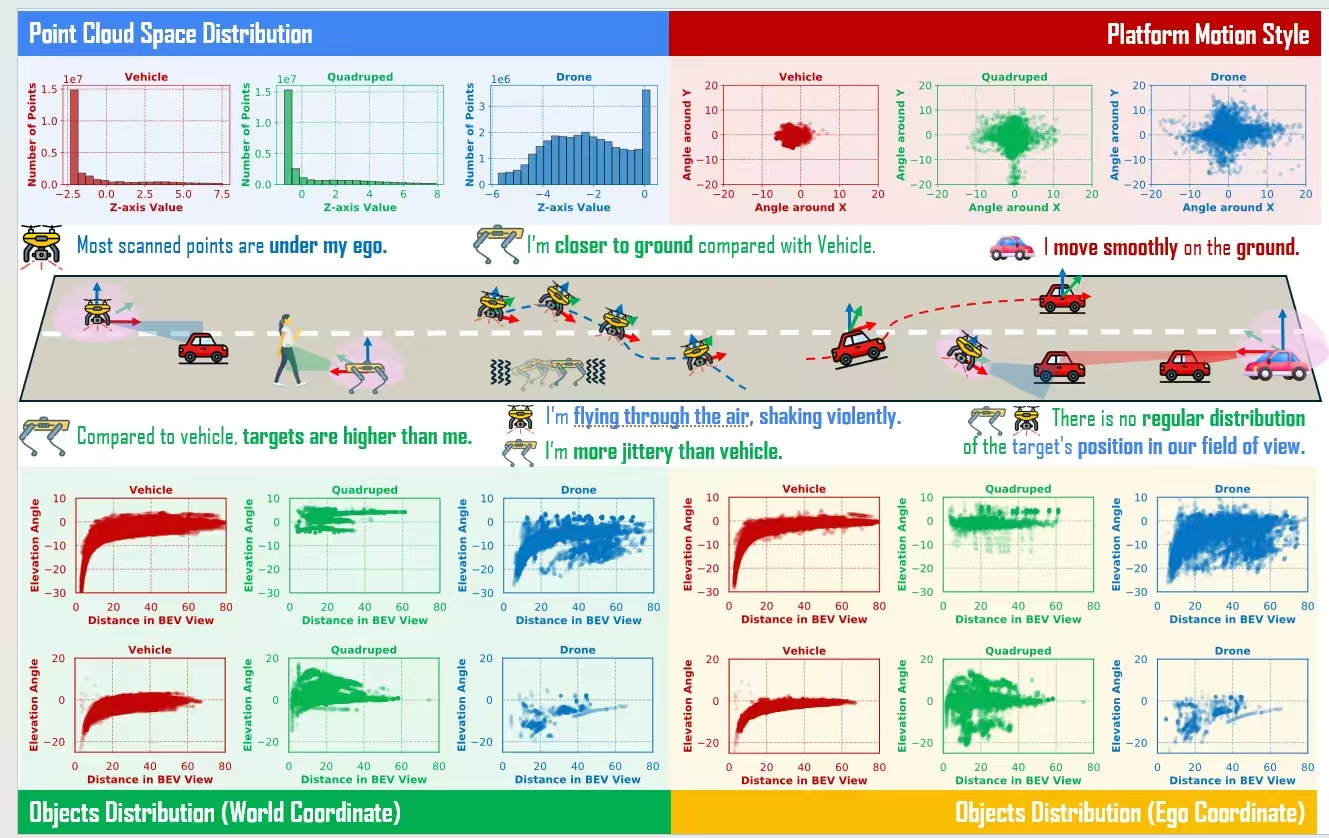 Point Cloud Space Distribution
Platform Motion Style
Vehicle
Quadruped
Drone
Vehicle
Quadruped
Drone
1e7
1e7
1e6
Number of Points
1.5
1.0
0.5
0.0
−2.5 0.0 2.5 5.0 7.5
Z-axis Value
Number of Points
1.5
1.0
0.5
0.0
0 2 4 6 8
Z-axis Value
Number of Points
3
2
1
0
−6 −4 −2 0
Z-axis Value
Angle around Y
20
10
0
−10
−20
−20 −10 0 10 20
Angle around X
Angle around Y
20
10
0
−10
−20
−20 −10 0 10 20
Angle around X
Angle around Y
20
10
0
−10
−20
−20 −10 0 10 20
Angle around X
Most scanned points are under my ego.
I'm closer to ground compared with Vehicle.
I move smoothly on the ground.
Compared to vehicle, targets are higher than me.
I'm flying through the air, shaking violently.
I'm more jittery than vehicle.
There is no regular distribution
of the target's position in our field of view.
Vehicle
Elevation Angle
10
0
−10
−20
−30
0 20 40 60 80
Distance in BEV View
Quadruped
Elevation Angle
10
0
−10
−20
−30
0 20 40 60 80
Distance in BEV View
Drone
Elevation Angle
10
0
−10
−20
−30
0 20 40 60 80
Distance in BEV View
Vehicle
Elevation Angle
10
0
−10
−20
−30
0 20 40 60 80
Distance in BEV View
Quadruped
Elevation Angle
10
0
−10
−20
−30
0 20 40 60 80
Distance in BEV View
Drone
Elevation Angle
10
0
−10
−20
−30
0 20 40 60 80
Distance in BEV View
Vehicle
Elevation Angle
20
0
−20
0 20 40 60 80
Distance in BEV View
Quadruped
Elevation Angle
20
0
−20
0 20 40 60 80
Distance in BEV View
Drone
Elevation Angle
20
0
−20
0 20 40 60 80
Distance in BEV View
Vehicle
Elevation Angle
20
0
−20
0 20 40 60 80
Distance in BEV View
Quadruped
Elevation Angle
20
0
−20
0 20 40 60 80
Distance in BEV View
Drone
Elevation Angle
20
0
−20
0 20 40 60 80
Distance in BEV View
Objects Distribution (World Coordinate)
Objects Distribution (Ego Coordinate)